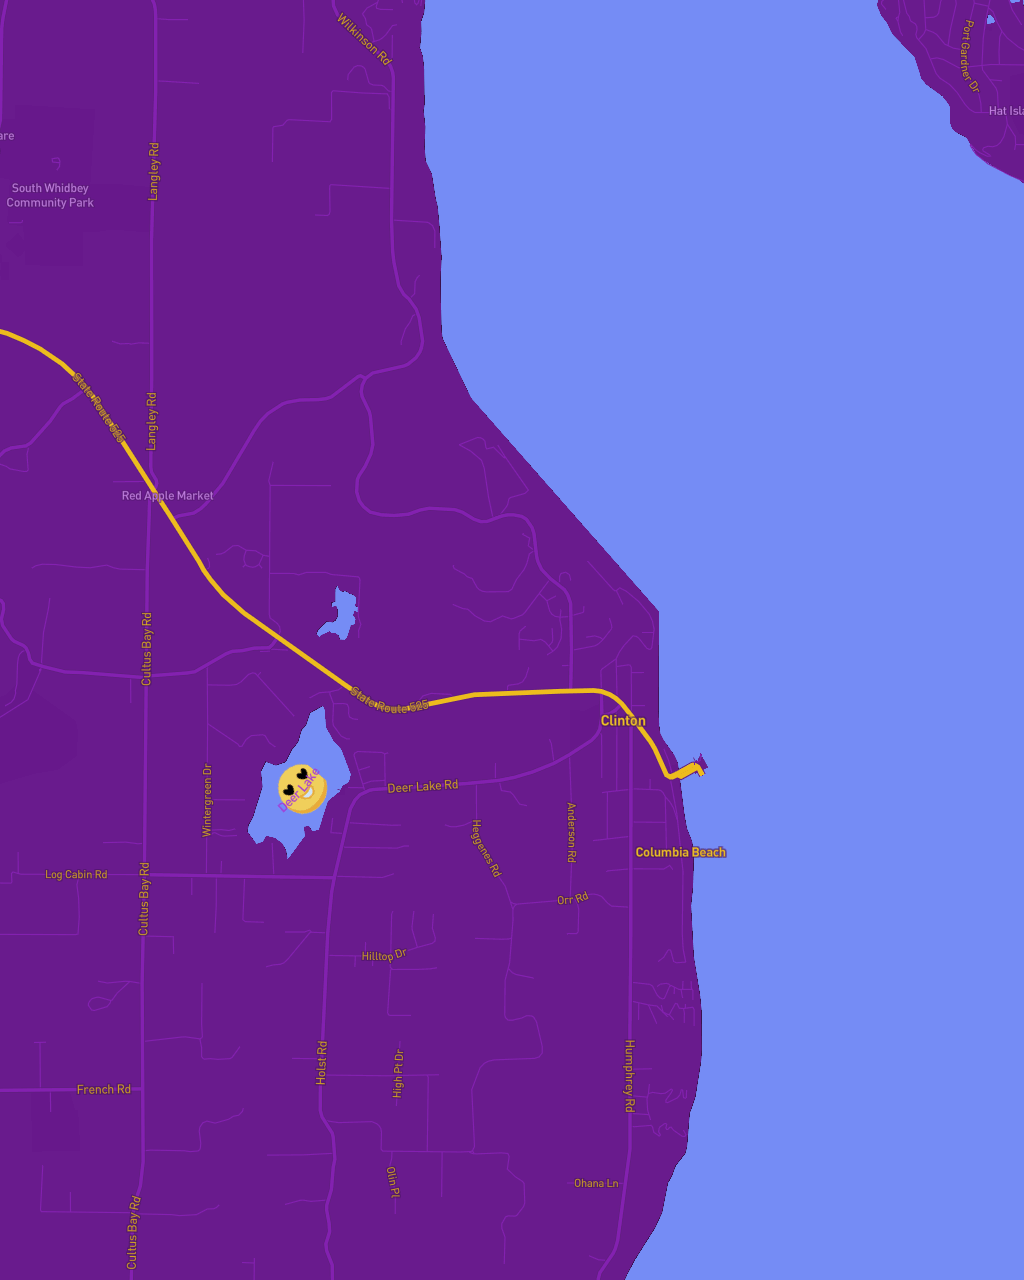 Wilkinson Rd
Port Gardner Dr
Hat Isla
are
Langley Rd
South Whidbey
Community Park
State Route 525
Langley Rd
Red Apple Market
Cultus Bay Rd
State Route 525
Clinton
Deer Lake
Deer Lake Rd
Wintergreen Dr
Heggenes Rd
Anderson Rd
Columbia Beach
Log Cabin Rd
Cultus Bay Rd
Orr Rd
Hilltop Dr
Holst Rd
High Pt Dr
Humphrey Rd
French Rd
Olin Pl
Ohana Ln
Cultus Bay Rd